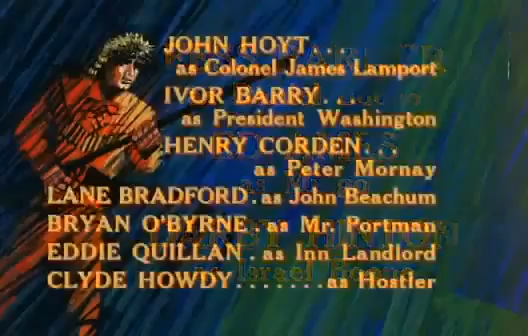 JOHN HOYT....
as Colonel James Lamport
IVOR BARRY.
as President Washington
HENRY CORDEN...
as Peter Mornay
LANE BRADFORD.as John Beachum
BRYAN O'BYRNE.as Mr. Portman
EDDIE QUILLAN.as Inn Landlord
CLYDE HOWDY.......as Hostler